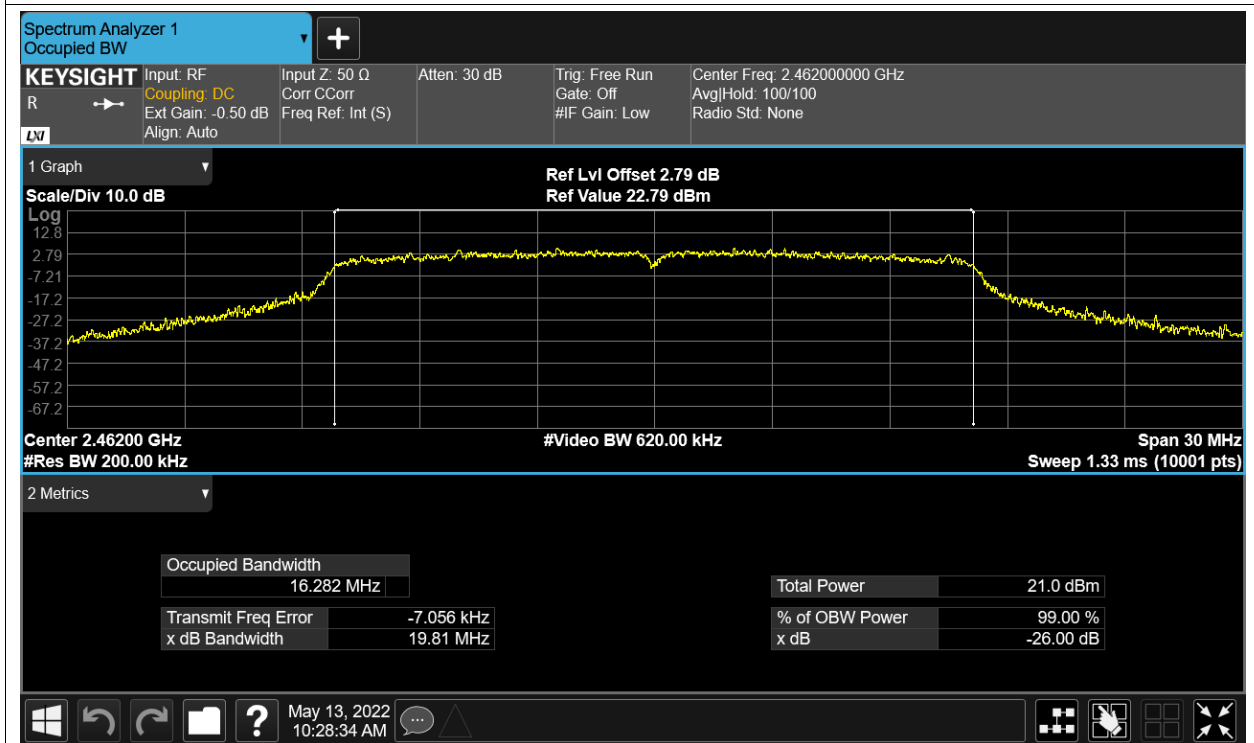 Spectrum Analyzer 1
Occupied BW
+
KEYSIGHT Input: RF Input Z: 50 Ω Atten: 30 dB Trig: Free Run Center Freq: 2.462000000 GHz
R Coupling: DC Corr CCorr Gate: Off Avg|Hold: 100/100
Ext Gain: -0.50 dB Freq Ref: Int (S) #IF Gain: Low Radio Std: None
LXI Align: Auto
1 Graph
Ref Lvl Offset 2.79 dB
Scale/Div 10.0 dB Ref Value 22.79 dBm
Log
12.8
2.79
-7.21
-17.2
-27.2
-37.2
-47.2
-57.2
-67.2
Center 2.46200 GHz #Video BW 620.00 kHz Span 30 MHz
#Res BW 200.00 kHz Sweep 1.33 ms (10001 pts)
2 Metrics
Occupied Bandwidth
16.282 MHz Total Power 21.0 dBm
Transmit Freq Error -7.056 kHz % of OBW Power 99.00 %
x dB Bandwidth 19.81 MHz x dB -26.00 dB
? May 13, 2022
10:28:34 AM